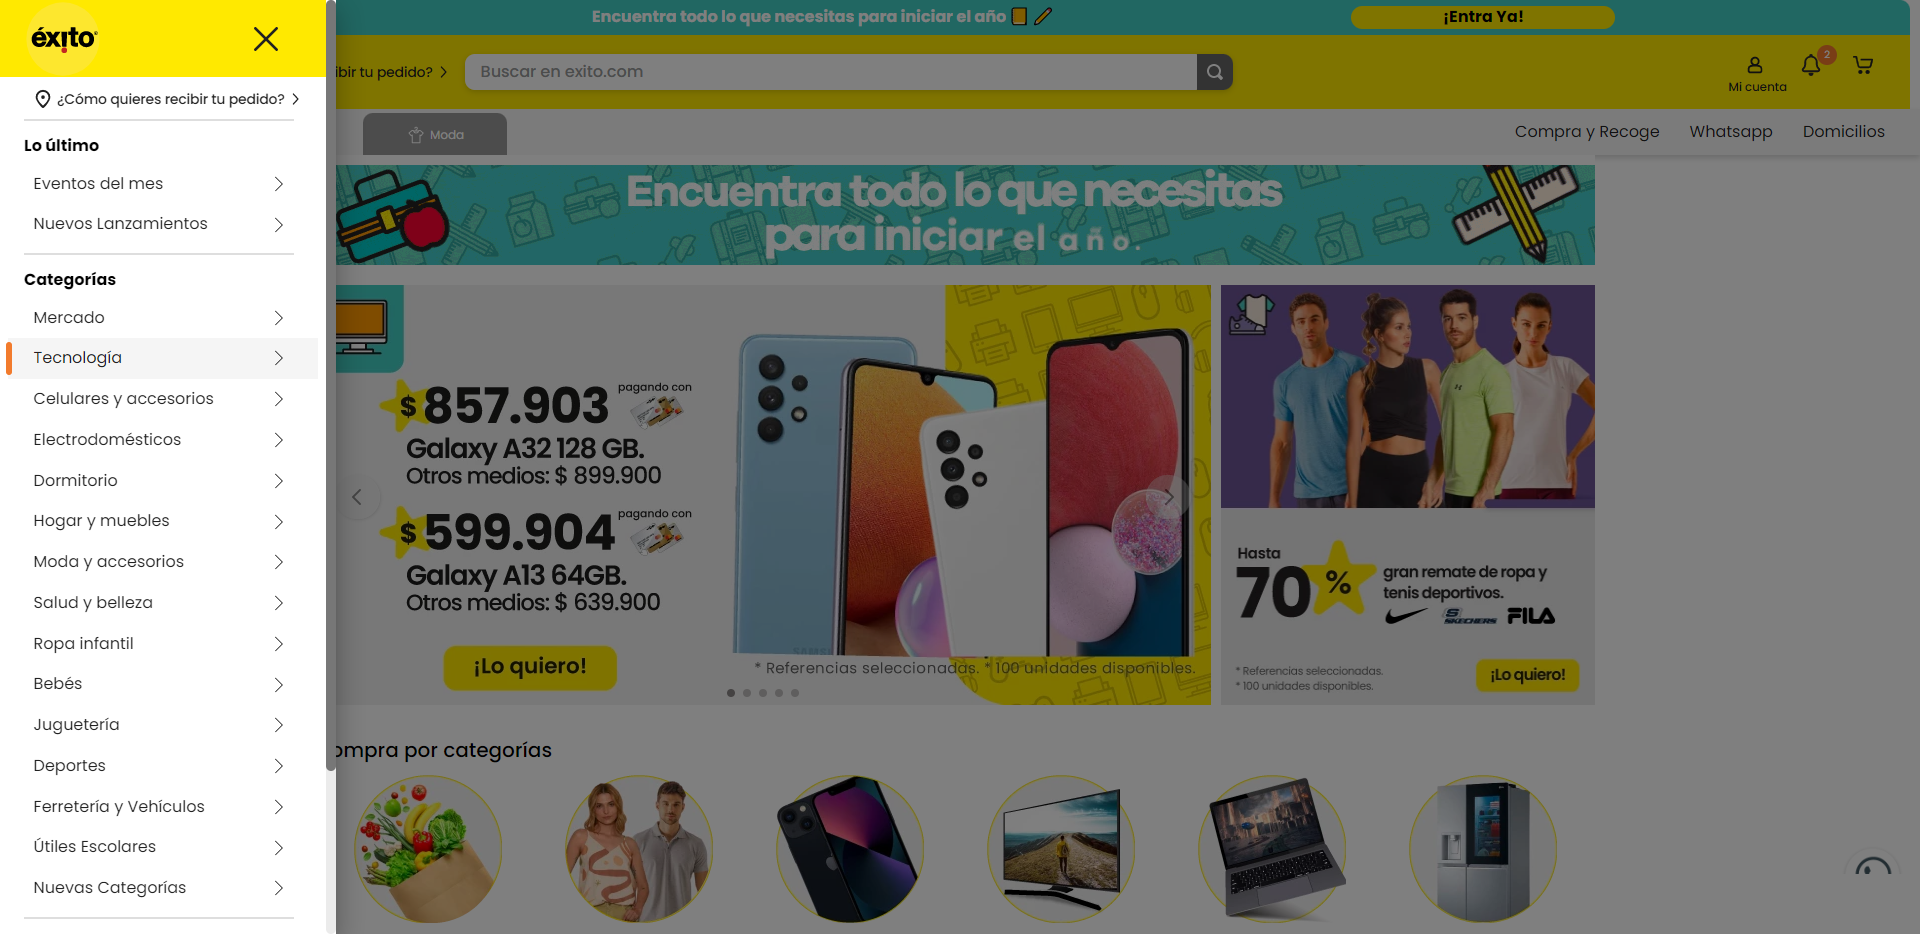 éxito
¿Cómo quieres recibir tu pedido?
Lo último
Eventos del mes
Nuevos Lanzamientos
Categorías
Mercado
Tecnología
Celulares y accesorios
Electrodomésticos
Dormitorio
Hogar y muebles
Moda y accesorios
Salud y belleza
Ropa infantil
Bebés
Juguetería
Deportes
Ferretería y Vehículos
Útiles Escolares
Nuevas Categorías
Encuentra todo lo que necesitas para iniciar el año
¡Entra Ya!
ibir tu pedido?
Buscar en exito.com
Mi cuenta
2
Moda
Compra y Recoge
Whatsapp
Domicilios
Encuentra todo lo que necesitas
para iniciar el año.
$857.903 pagando con
Galaxy A32 128 GB.
Otros medios: $ 899.900
$599.904 pagando con
Galaxy A13 64GB.
Otros medios: $ 639.900
¡Lo quiero!
SAMSUNG
* Referencias seleccionadas. * 100 unidades disponibles.
Hasta
70%
gran remate de ropa y
tenis deportivos.
SKECHERS FILA
* Referencias seleccionadas.
* 100 unidades disponibles.
¡Lo quiero!
ompra por categorías